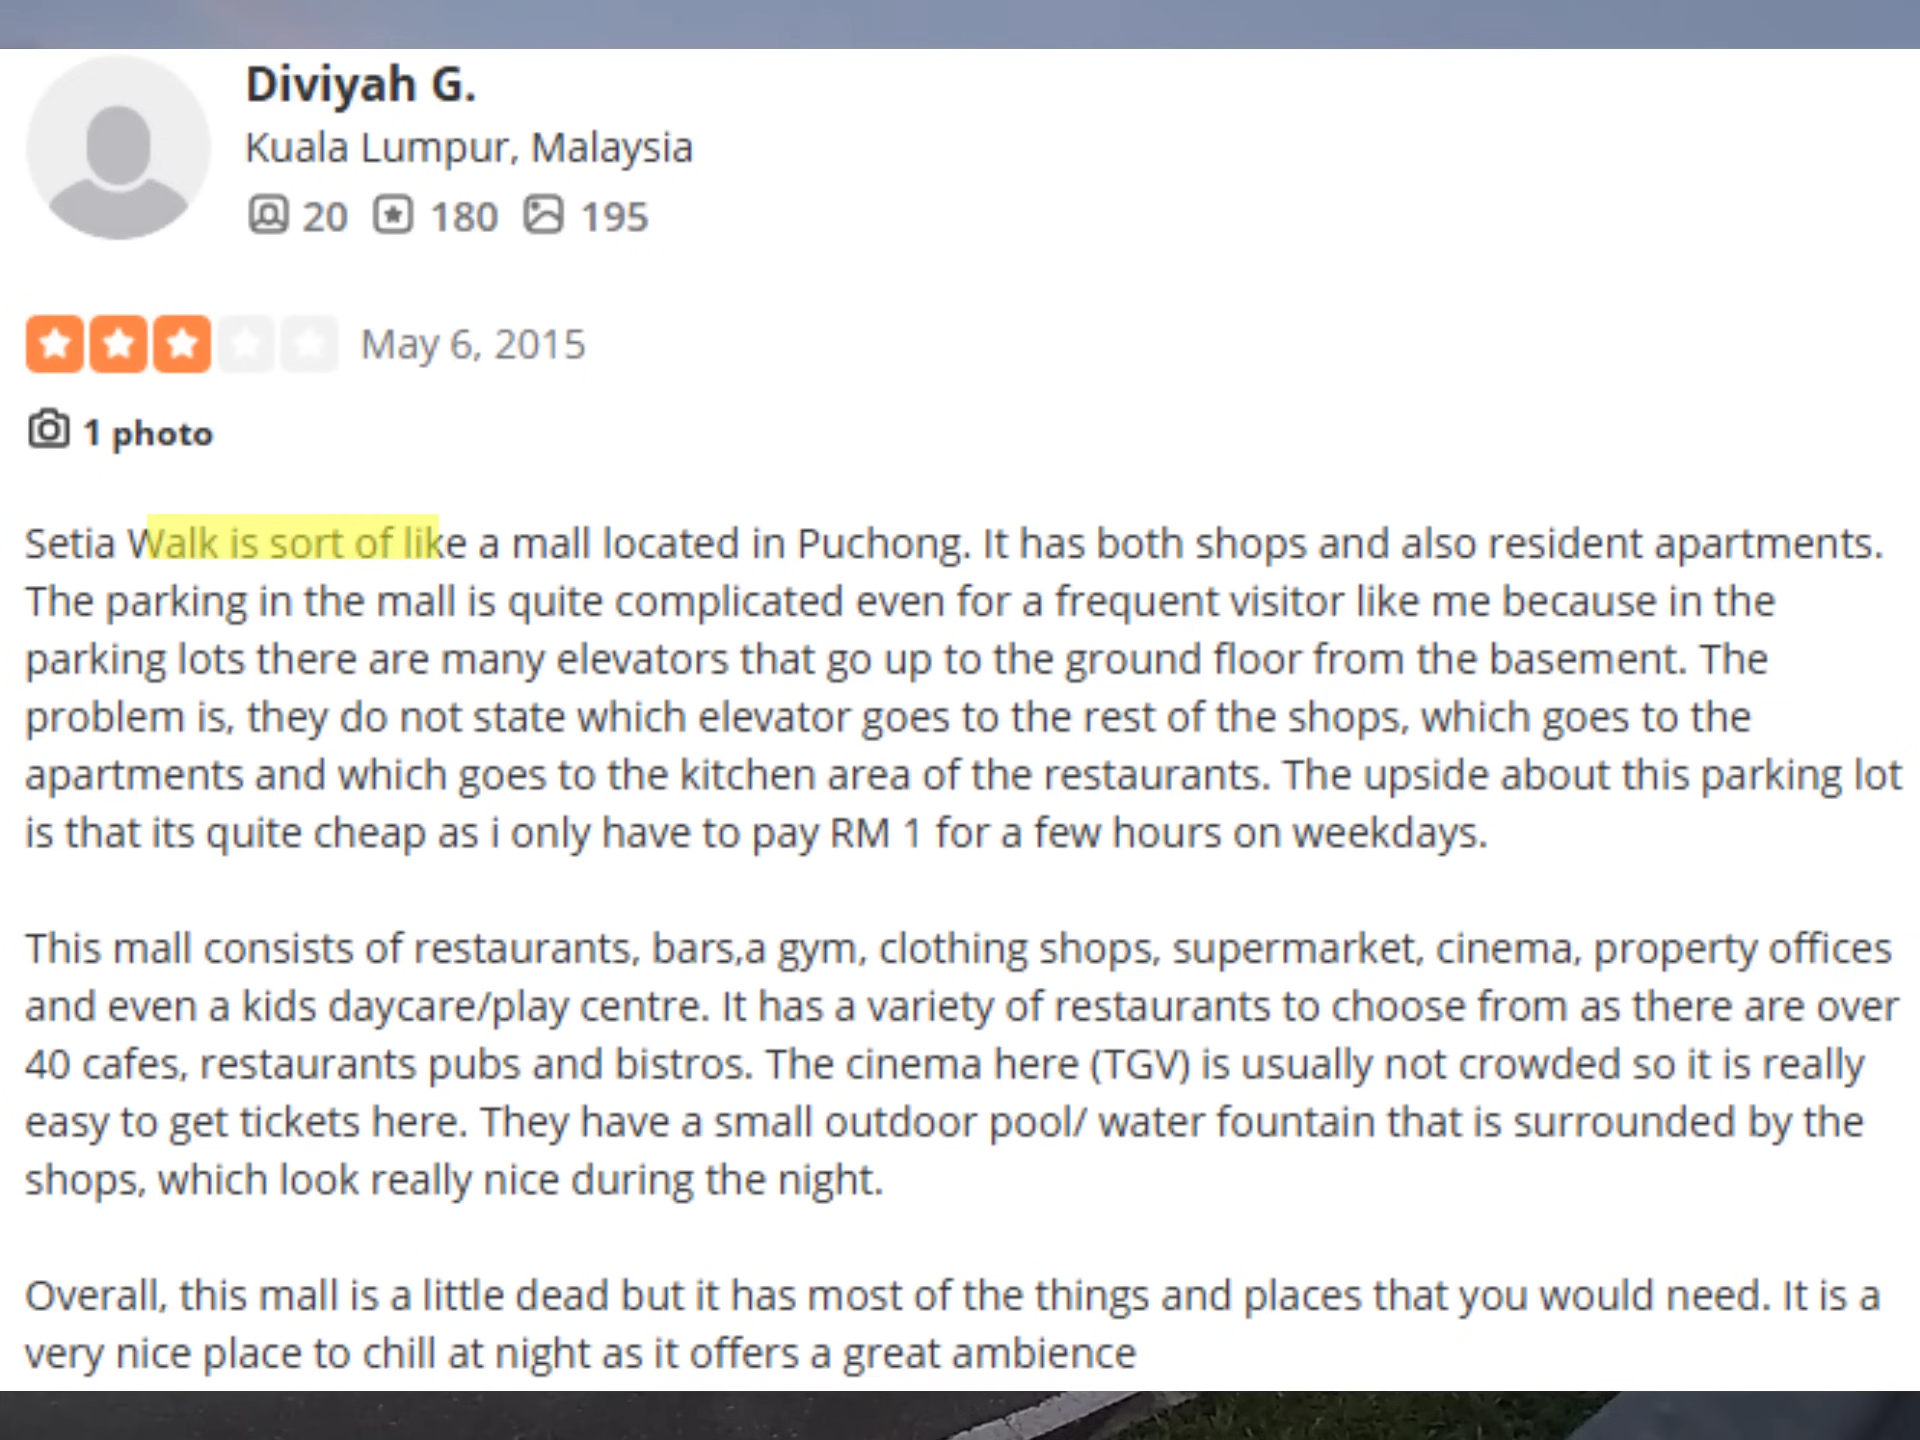 Diviyah G.
Kuala Lumpur, Malaysia
20 180 195
May 6, 2015
1 photo
Setia Walk is sort of like a mall located in Puchong. It has both shops and also resident apartments.
The parking in the mall is quite complicated even for a frequent visitor like me because in the
parking lots there are many elevators that go up to the ground floor from the basement. The
problem is, they do not state which elevator goes to the rest of the shops, which goes to the
apartments and which goes to the kitchen area of the restaurants. The upside about this parking lot
is that its quite cheap as i only have to pay RM 1 for a few hours on weekdays.
This mall consists of restaurants, bars,a gym, clothing shops, supermarket, cinema, property offices
and even a kids daycare/play centre. It has a variety of restaurants to choose from as there are over
40 cafes, restaurants pubs and bistros. The cinema here (TGV) is usually not crowded so it is really
easy to get tickets here. They have a small outdoor pool/ water fountain that is surrounded by the
shops, which look really nice during the night.
Overall, this mall is a little dead but it has most of the things and places that you would need. It is a
very nice place to chill at night as it offers a great ambience